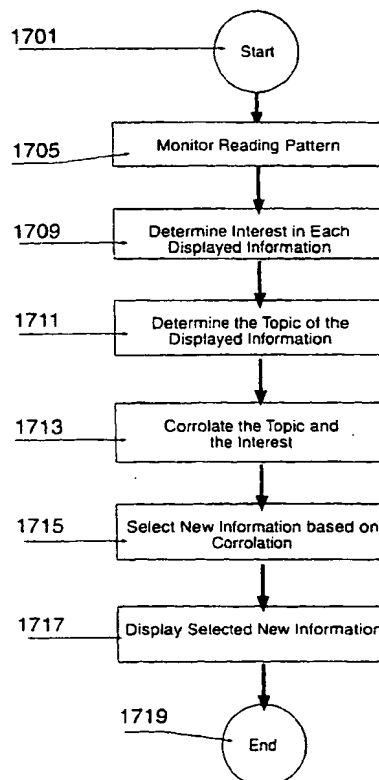 1701
Start
1705
Monitor Reading Pattern
1709
Determine Interest in Each
Displayed Information
1711
Determine the Topic of the
Displayed Information
1713
Corrolate the Topic and
the Interest
1715
Select New Information based on
Corrolation
1717
Display Selected New Information
1719
End